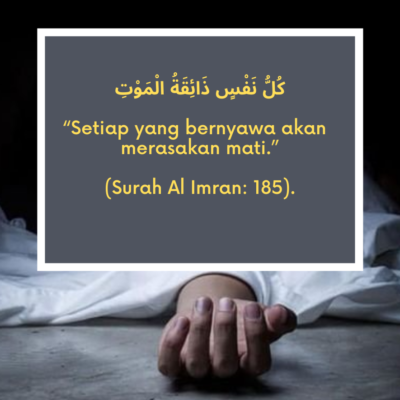 كُلُّ نَفْسٍ ذَائِقَةُ الْمَوْتِ
“Setiap yang bernyawa akan
merasakan mati.”
(Surah Al Imran: 185).